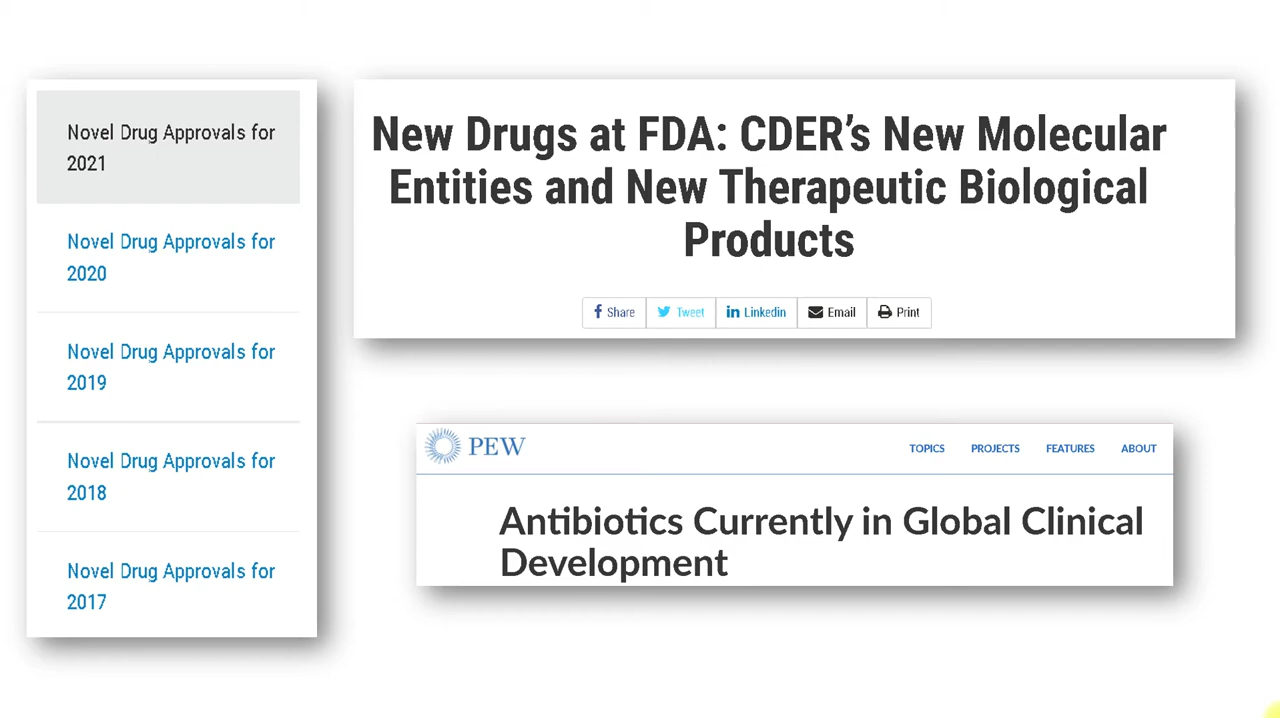 Novel Drug Approvals for
2021
Novel Drug Approvals for
2020
Novel Drug Approvals for
2019
Novel Drug Approvals for
2018
Novel Drug Approvals for
2017
New Drugs at FDA: CDER’s New Molecular
Entities and New Therapeutic Biological
Products
Share Tweet Linkedin Email Print
PEW TOPICS PROJECTS FEATURES ABOUT
Antibiotics Currently in Global Clinical
Development